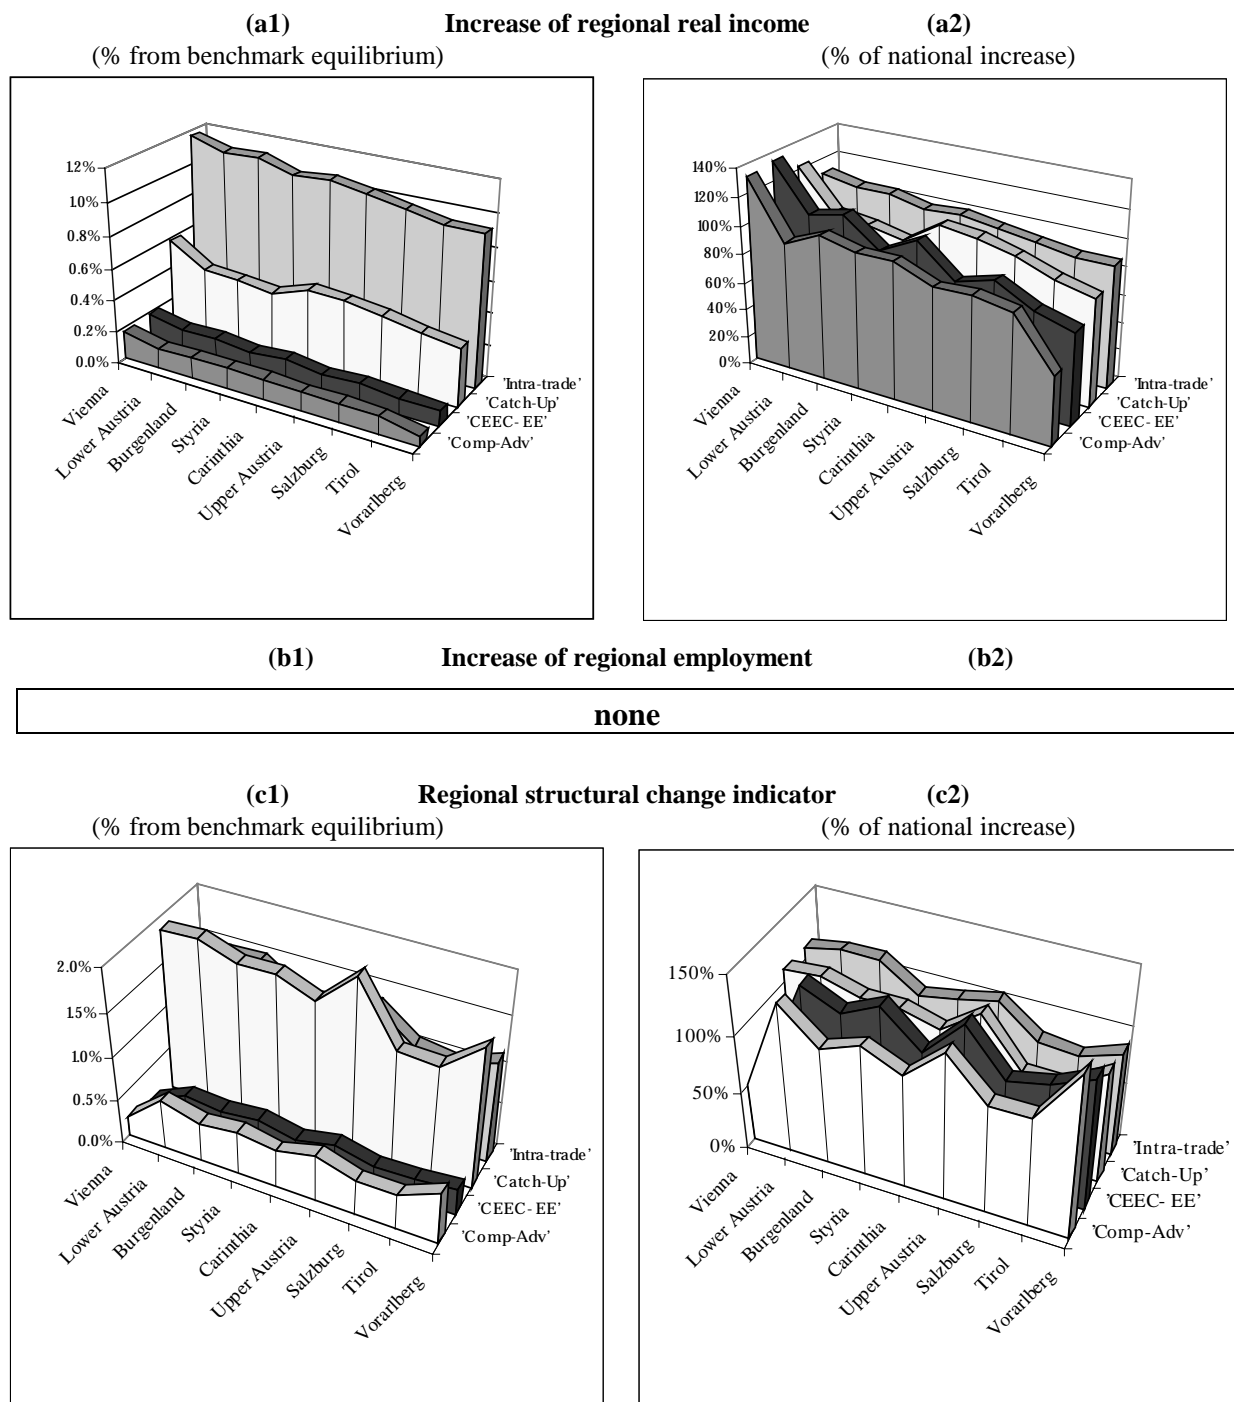 (a1) Increase of regional real income (a2)
(% from benchmark equilibrium) (% of national increase)
1.2%
1.0%
0.8%
0.6%
0.4%
0.2%
0.0%
Vienna
Lower Austria
Burgenland
Styria
Carinthia
Upper Austria
Salzburg
Tirol
Vorarlberg
'Intra-trade'
'Catch-Up'
'CEEC- EE'
'Comp-Adv'
140%
120%
100%
80%
60%
40%
20%
0%
Vienna
Lower Austria
Burgenland
Styria
Carinthia
Upper Austria
Salzburg
Tirol
Vorarlberg
'Intra-trade'
'Catch-Up'
'CEEC- EE'
'Comp-Adv'
(b1) Increase of regional employment (b2)
none
(c1) Regional structural change indicator (c2)
(% from benchmark equilibrium) (% of national increase)
2.0%
1.5%
1.0%
0.5%
0.0%
Vienna
Lower Austria
Burgenland
Styria
Carinthia
Upper Austria
Salzburg
Tirol
Vorarlberg
'Intra-trade'
'Catch-Up'
'CEEC- EE'
'Comp-Adv'
150%
100%
50%
0%
Vienna
Lower Austria
Burgenland
Styria
Carinthia
Upper Austria
Salzburg
Tirol
Vorarlberg
'Intra-trade'
'Catch-Up'
'CEEC- EE'
'Comp-Adv'